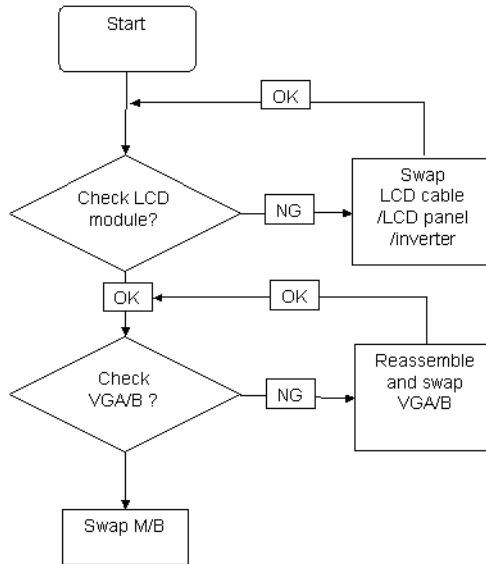 Start
OK
Check LCD
module?
NG
Swap
LCD cable
/LCD panel
/inverter
OK
OK
Check
VGA/B ?
NG
Reassemble
and swap
VGA/B
Swap M/B